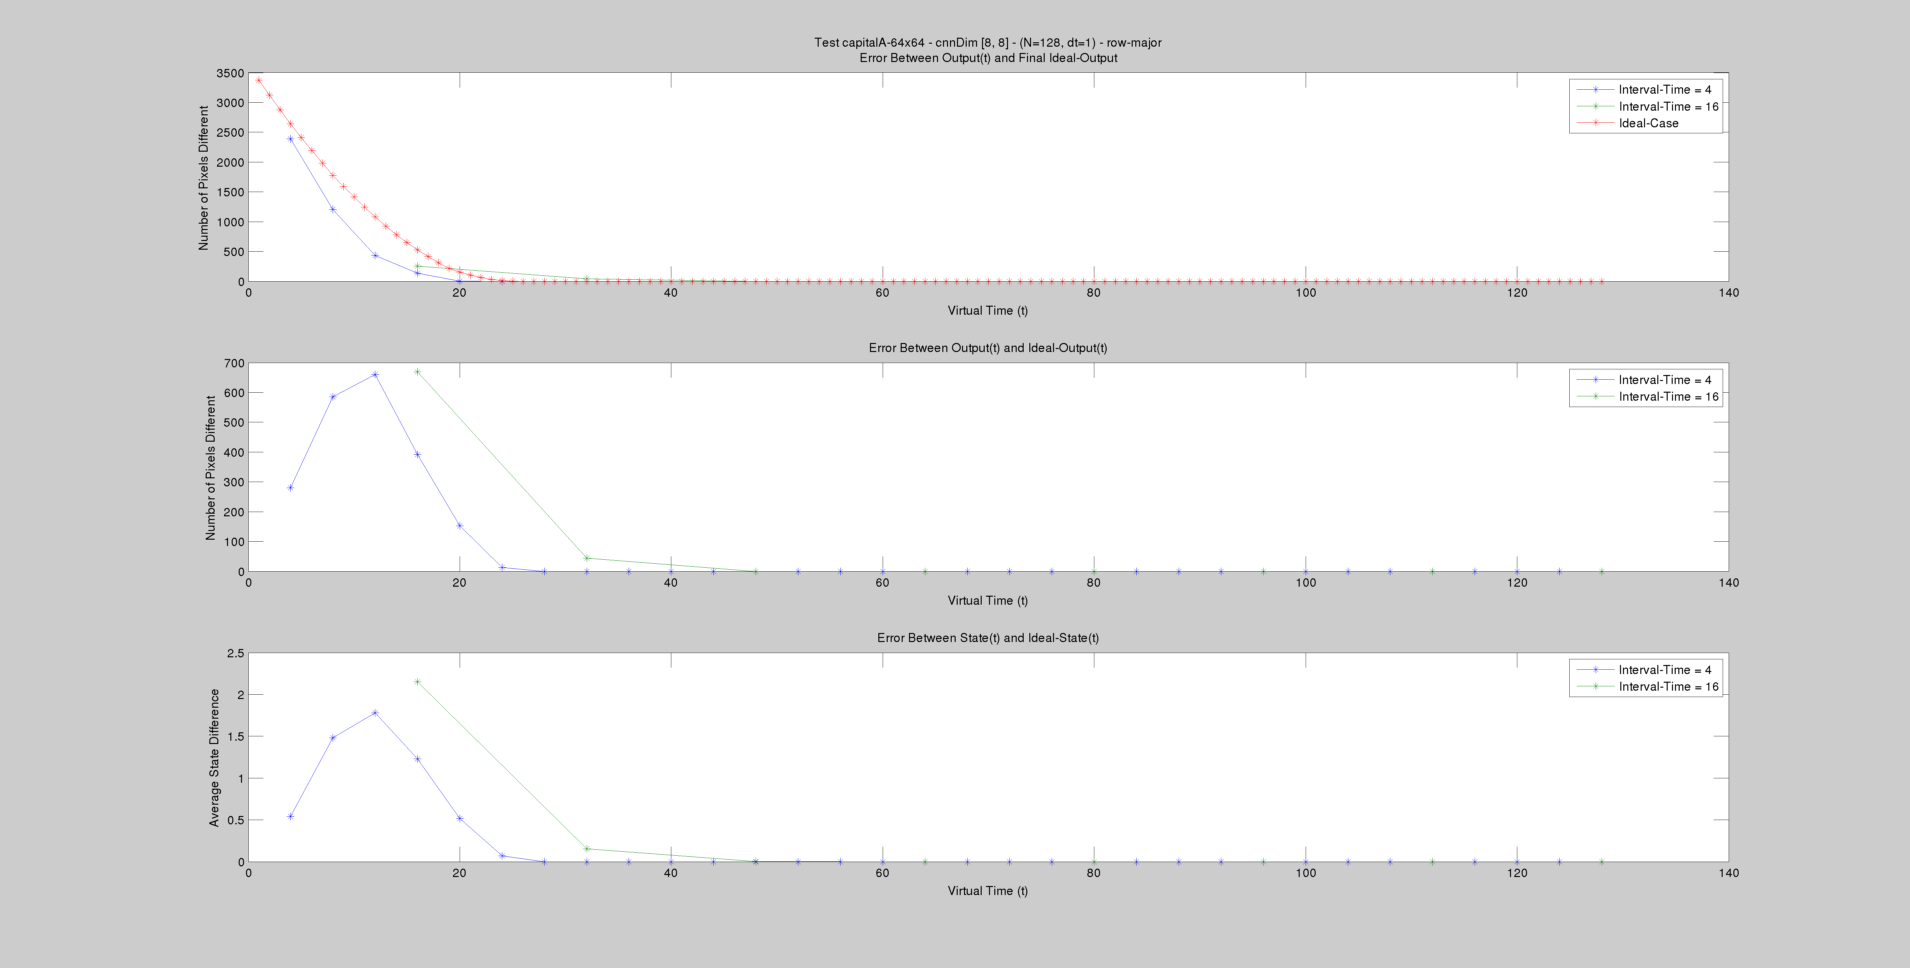 Test capitalA-64x64 - cnnDim [8, 8] - (N=128, dt=1) - row-major
Error Between Output(t) and Final Ideal-Output
Number of Pixels Different
3500
3000
2500
2000
1500
1000
500
0
Interval-Time = 4
Interval-Time = 16
Ideal-Case
0 20 40 60 80 100 120 140
Virtual Time (t)
Error Between Output(t) and Ideal-Output(t)
Number of Pixels Different
700
600
500
400
300
200
100
0
Interval-Time = 4
Interval-Time = 16
0 20 40 60 80 100 120 140
Virtual Time (t)
Error Between State(t) and Ideal-State(t)
Average State Difference
2.5
2
1.5
1
0.5
0
Interval-Time = 4
Interval-Time = 16
0 20 40 60 80 100 120 140
Virtual Time (t)